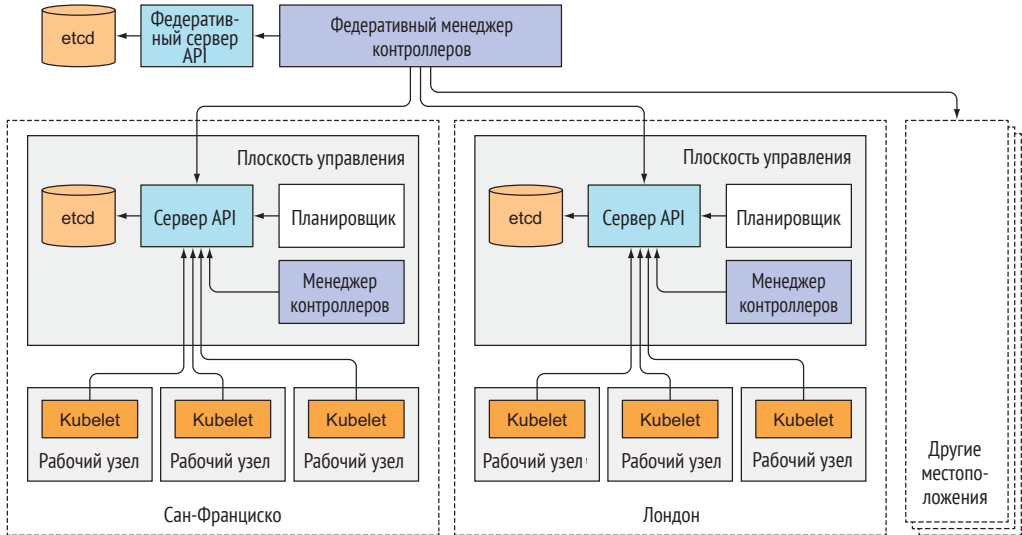 etcd
Федератив-
ный сервер
API
Федеративный менеджер
контроллеров
Плоскость управления
etcd
Сервер API
Планировщик
Менеджер
контроллеров
Kubelet
Рабочий узел
Kubelet
Рабочий узел
Kubelet
Рабочий узел
Сан-Франциско
Плоскость управления
etcd
Сервер API
Планировщик
Менеджер
контроллеров
Kubelet
Рабочий узел
Kubelet
Рабочий узел
Kubelet
Рабочий узел
Лондон
Другие
местопо-
ложения